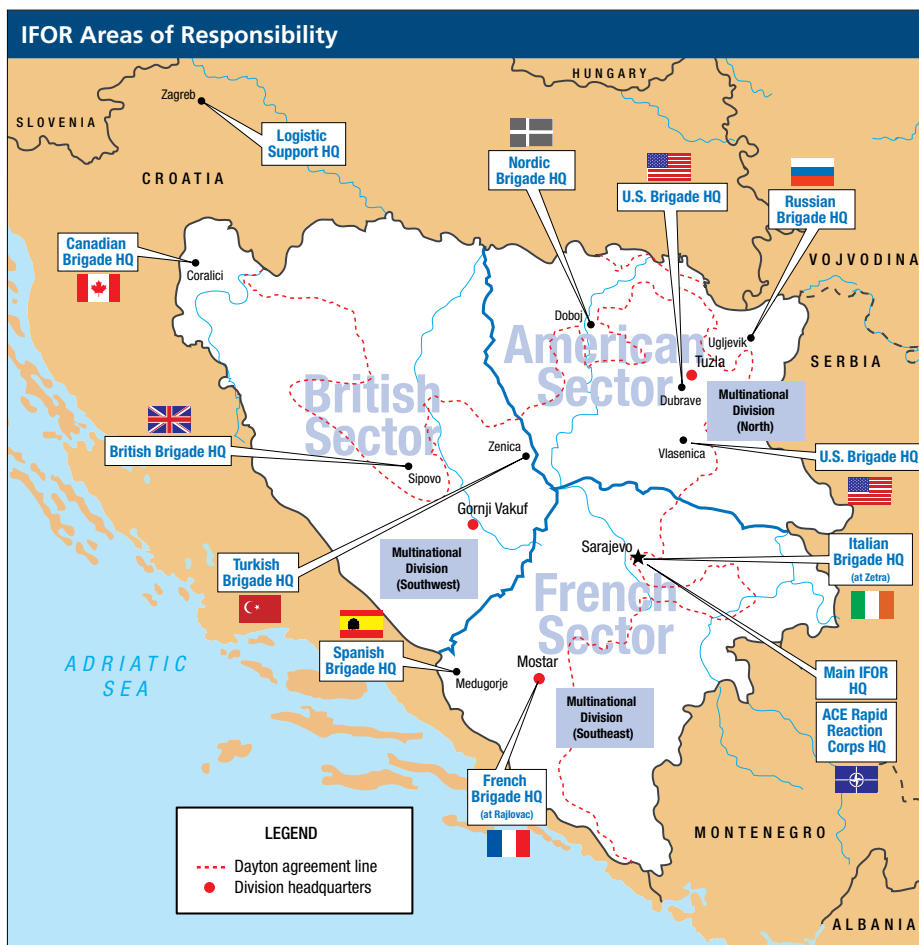 IFOR Areas of Responsibility
HUNGARY
Zagreb
SLOVENIA
Logistic
Support HQ
CROATIA
Nordic
Brigade HQ
U.S. Brigade HQ
Russian
Brigade HQ
Canadian
Brigade HQ
Coralici
VOJVODINA
Doboj
American
Sector
Ugljevik
Tuzla
SERBIA
British
Sector
Dubrave
Multinational
Division
(North)
British Brigade HQ
Zenica
Vlasenica
U.S. Brigade HQ
Sipovo
Gornji Vakuf
Multinational
Division
(Southwest)
Sarajevo
Italian
Brigade HQ
(at Zetra)
Turkish
Brigade HQ
French
Sector
Spanish
Brigade HQ
ADRIATIC
SEA
Medugorje
Mostar
Main IFOR
HQ
Multinational
Division
(Southeast)
ACE Rapid
Reaction
Corps HQ
French
Brigade HQ
(at Rajlovac)
MONTENEGRO
LEGEND
Dayton agreement line
Division headquarters
ALBANIA